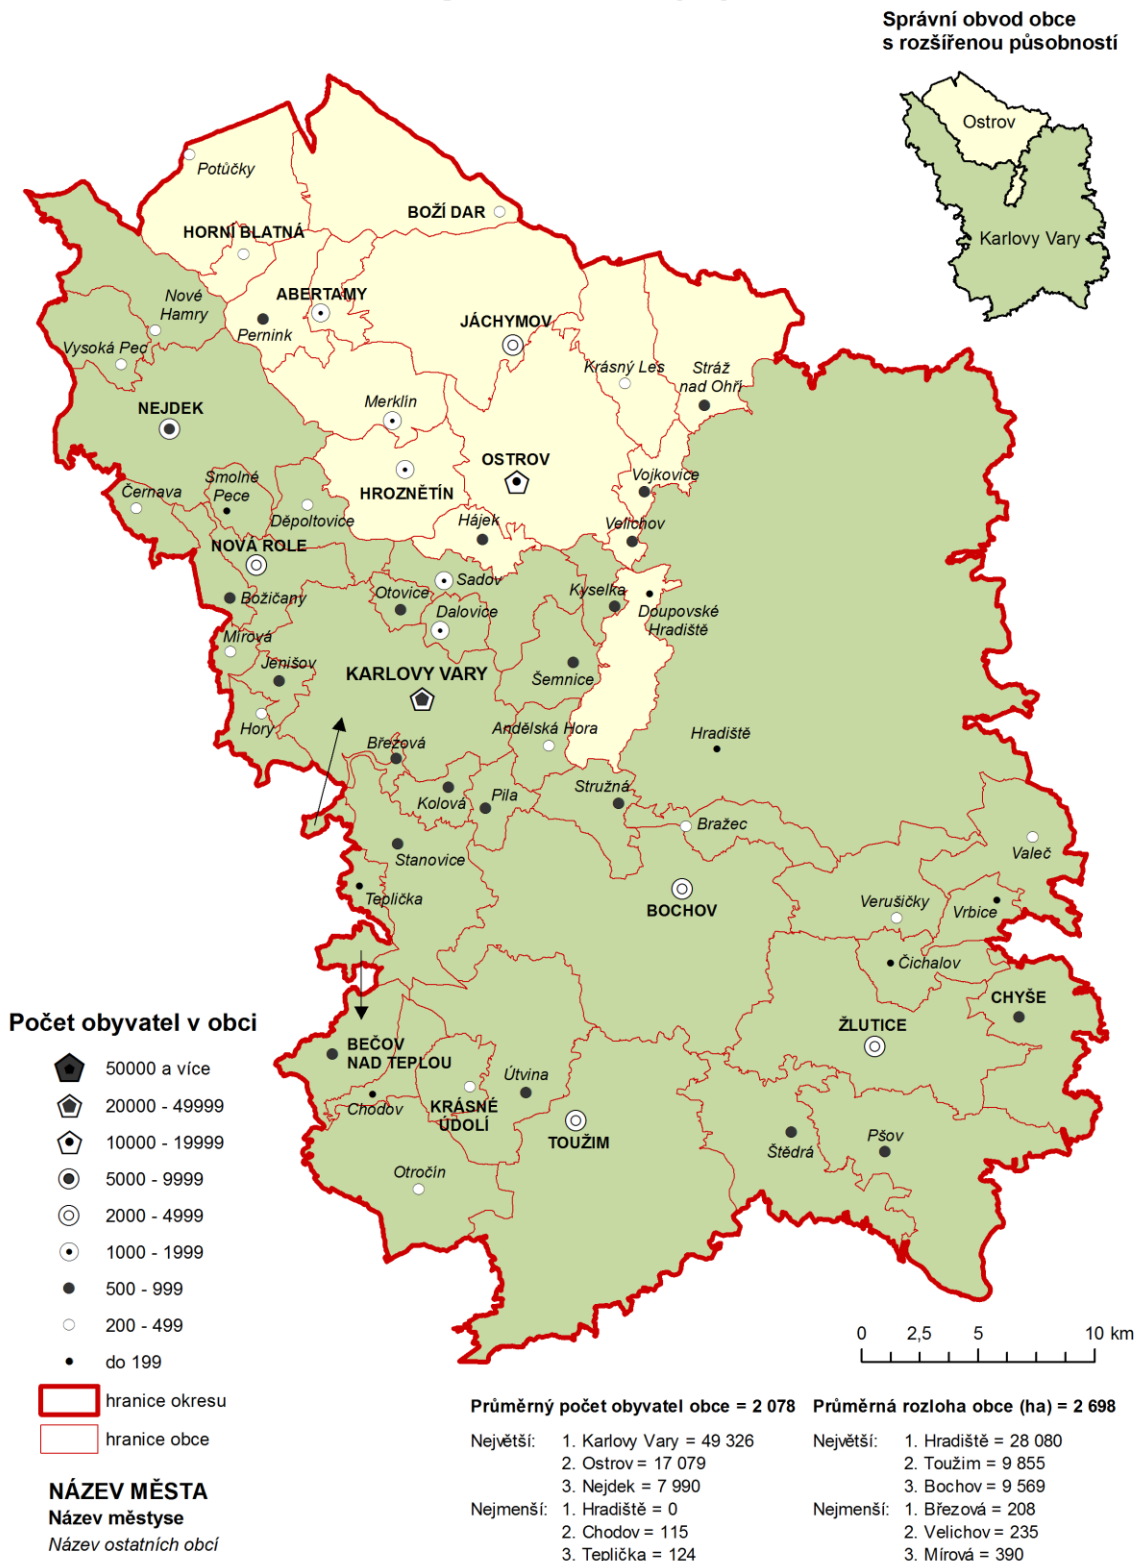 Správní obvod obce
s rozšířenou působností
Ostrov
Karlovy Vary
Potůčky
BOŽÍ DAR
HORNÍ BLATNÁ
Nové
Hamry
ABERTAMY
Pernink
JÁCHYMOV
Vysoká Pec
Krásný Les
Stráž
nad Ohří
Merklín
NEJDEK
OSTROV
HROZNĚTÍN
Smolné
Pece
Černava
Děpoltovice
Vojkovice
Hájek
Velichov
NOVÁ ROLE
Sadov
Božičany
Otovice
Kyselka
Dalovice
Doupovské
Hradiště
Mírová
Jenišov
KARLOVY VARY
Šemnice
Hory
Andělská Hora
Hradiště
Březová
Kolová
Pila
Stružná
Bražec
Stanovice
Valeč
Teplička
BOCHOV
Verušičky
Vrbice
Čichalov
CHYŠE
ŽLUTICE
BEČOV
NAD TEPLOU
Útvina
Chodov
KRÁSNÉ
ÚDOLÍ
TOUŽIM
Štědrá
Pšov
Otročín
Počet obyvatel v obci
50000 a více
20000 - 49999
10000 - 19999
5000 - 9999
2000 - 4999
1000 - 1999
500 - 999
200 - 499
do 199
hranice okresu
hranice obce
NÁZEV MĚSTA
Název městyse
Název ostatních obcí
0 2,5 5 10 km
Průměrný počet obyvatel obce = 2 078
Největší: 1. Karlovy Vary = 49 326
2. Ostrov = 17 079
3. Nejdek = 7 990
Nejmenší: 1. Hradiště = 0
2. Chodov = 115
3. Teplička = 124
Průměrná rozloha obce (ha) = 2 698
Největší: 1. Hradiště = 28 080
2. Toužim = 9 855
3. Bochov = 9 569
Nejmenší: 1. Březová = 208
2. Velichov = 235
3. Mírová = 390